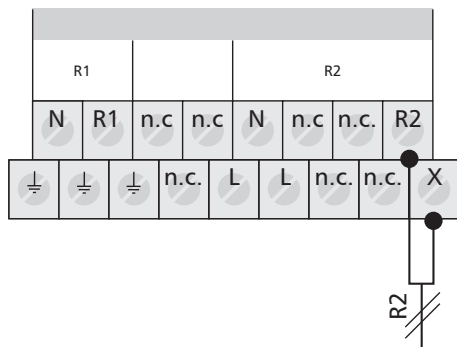 R1 R2
N R1 n.c n.c N n.c n.c. R2
n.c. L L n.c. n.c. X
R2